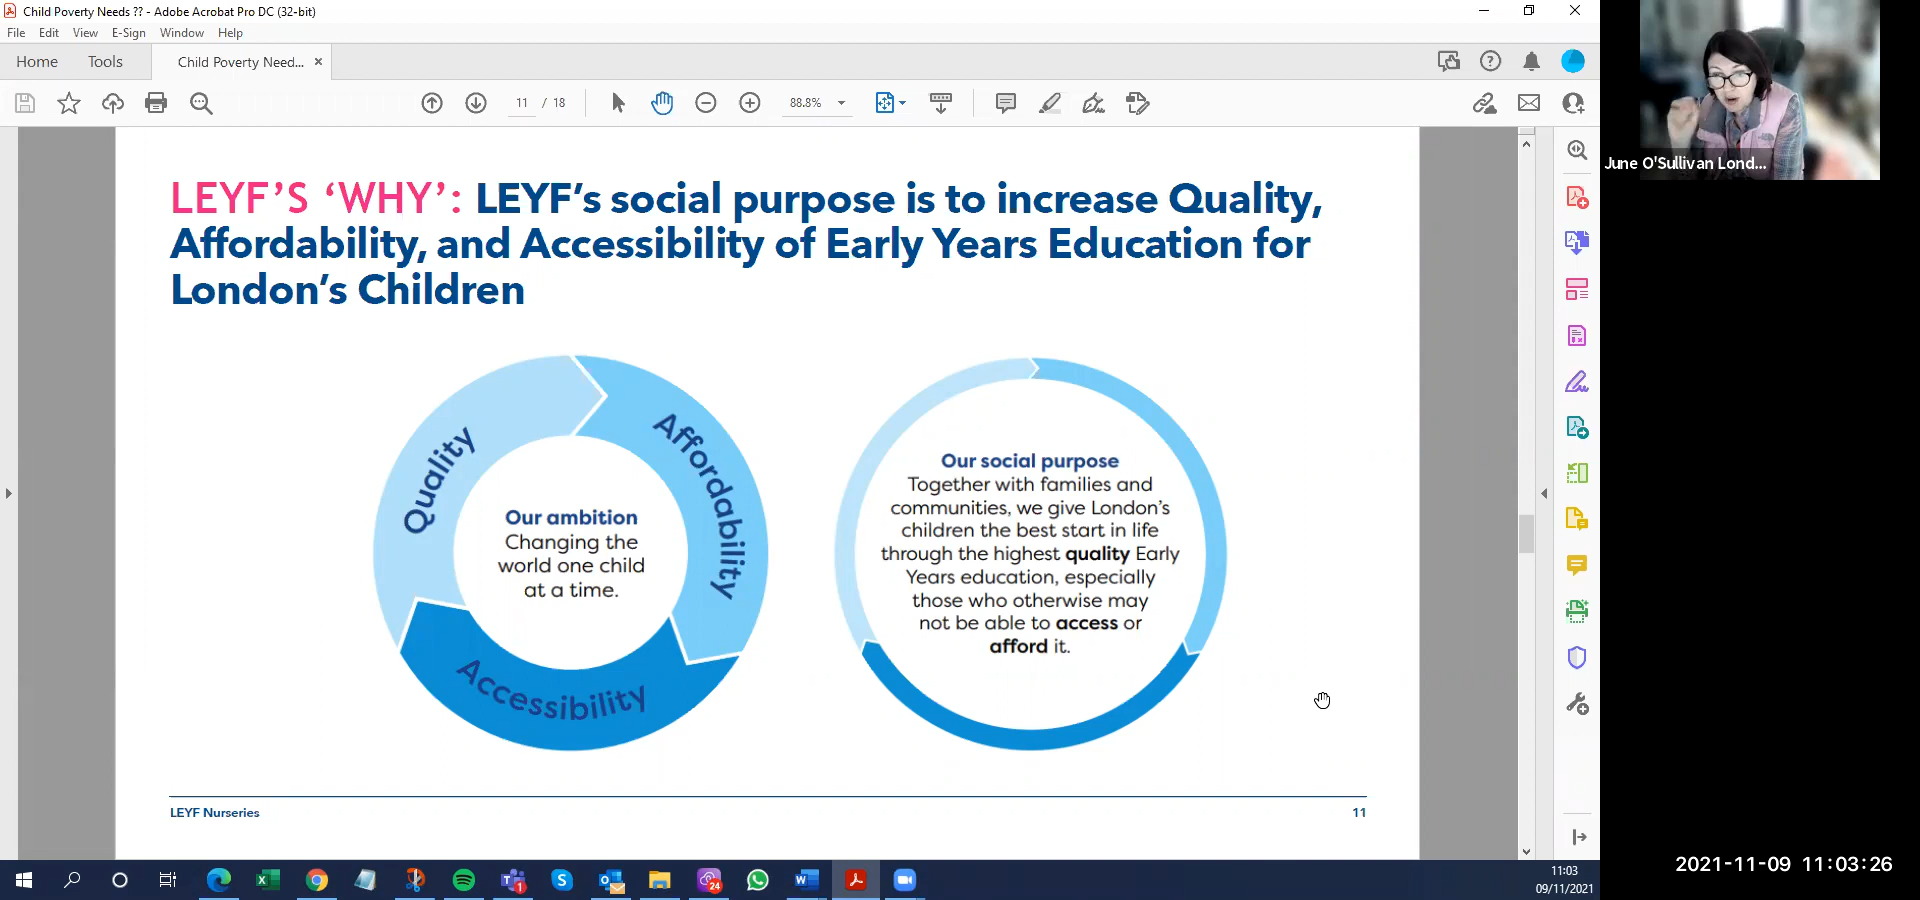 Child Poverty Needs ?? - Adobe Acrobat Pro DC (32-bit)
File Edit View E-Sign Window Help
Home Tools Child Poverty Need... ×
11 / 18 88.8%
June O'Sullivan Lond...
LEYF’S ‘WHY’: LEYF’s social purpose is to increase Quality,
Affordability, and Accessibility of Early Years Education for
London’s Children
Quality
Affordability
Accessibility
Our ambition
Changing the
world one child
at a time.
Our social purpose
Together with families and
communities, we give London’s
children the best start in life
through the highest quality Early
Years education, especially
those who otherwise may
not be able to access or
afford it.
LEYF Nurseries 11
24
1
11:03
09/11/2021
2021-11-09 11:03:26